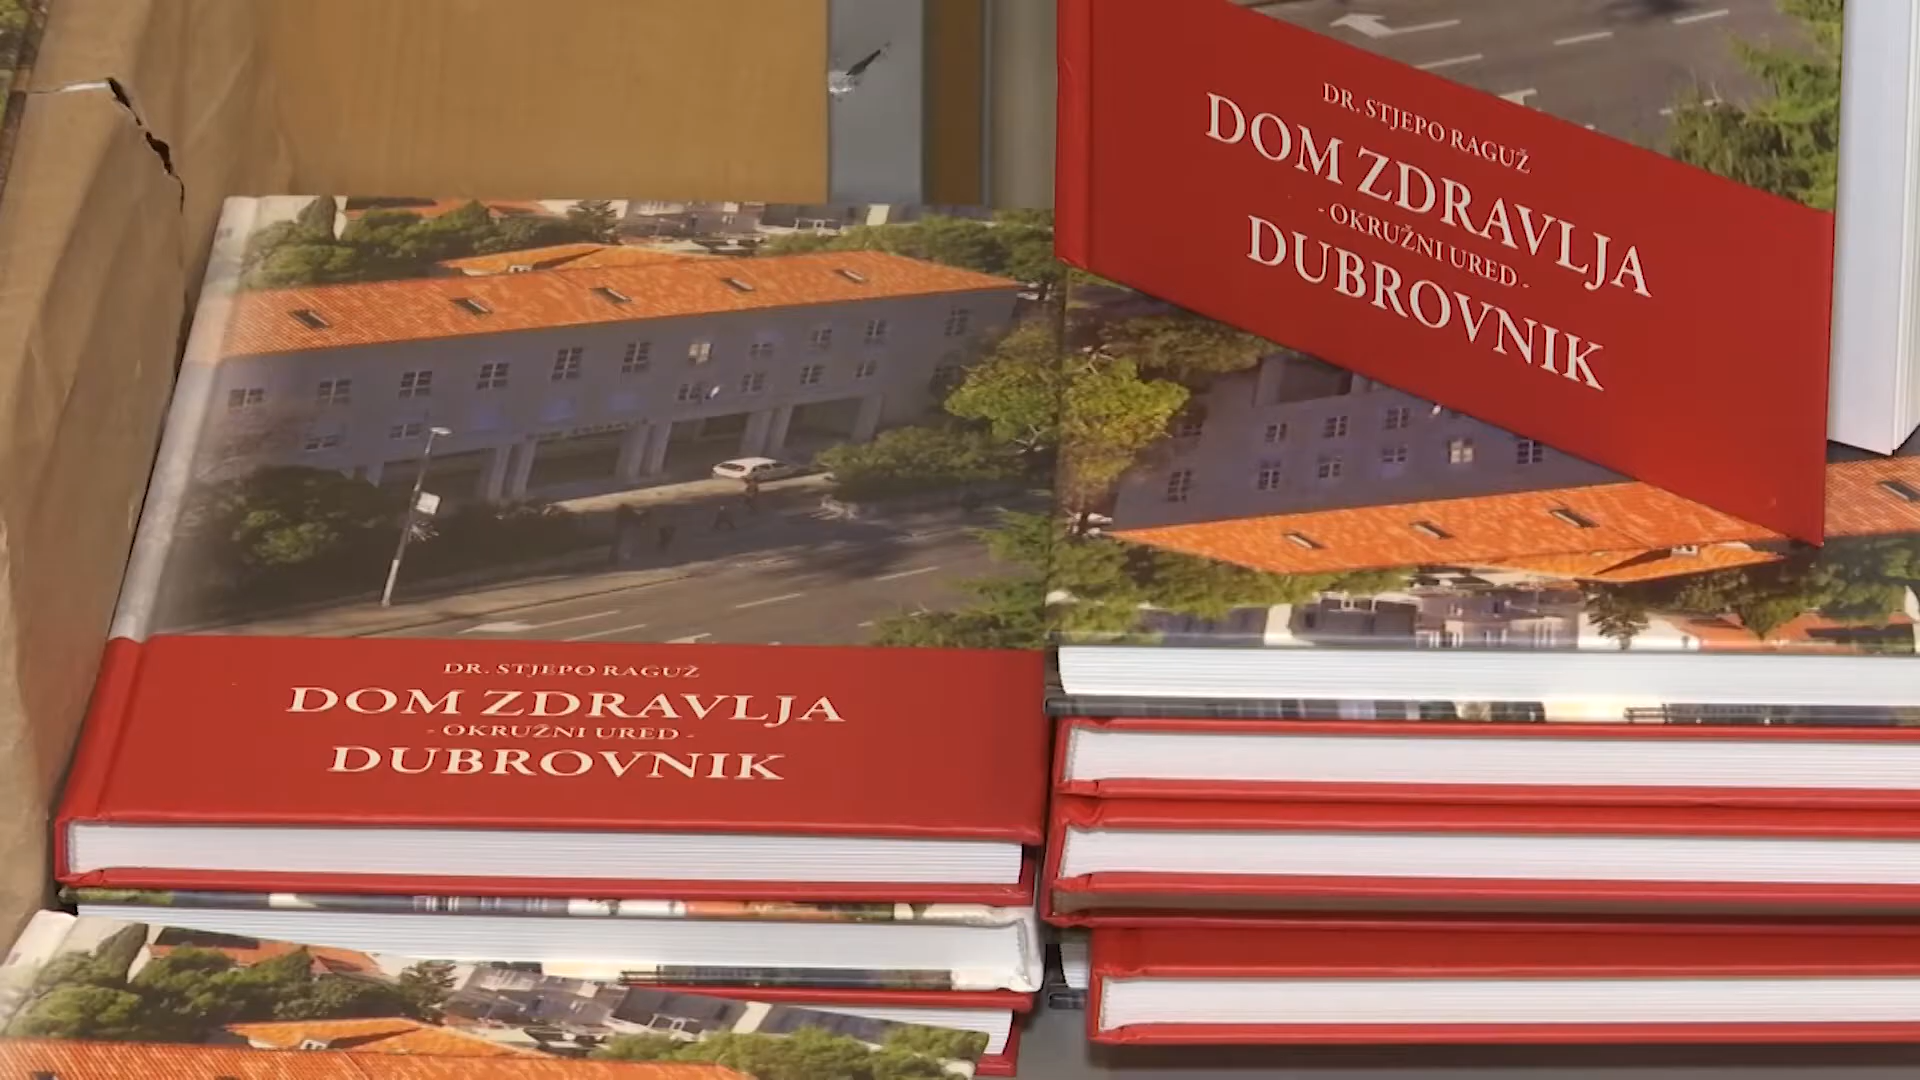 DR. STJEPO RAGUŽ
DOM ZDRAVLJA
- OKRUŽNI URED -
DUBROVNIK
DR. STJEPO RAGUŽ
DOM ZDRAVLJA
- OKRUŽNI URED -
DUBROVNIK